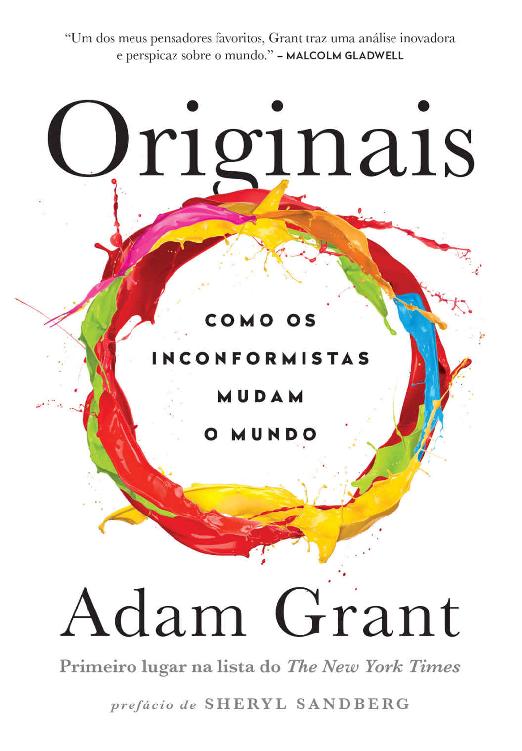 “Um dos meus pensadores favoritos, Grant traz uma análise inovadora
e perspicaz sobre o mundo.” – MALCOLM GLADWELL
Originais
COMO OS
INCONFORMISTAS
MUDAM
O MUNDO
Adam Grant
Primeiro lugar na lista do The New York Times
prefácio de SHERYL SANDBERG